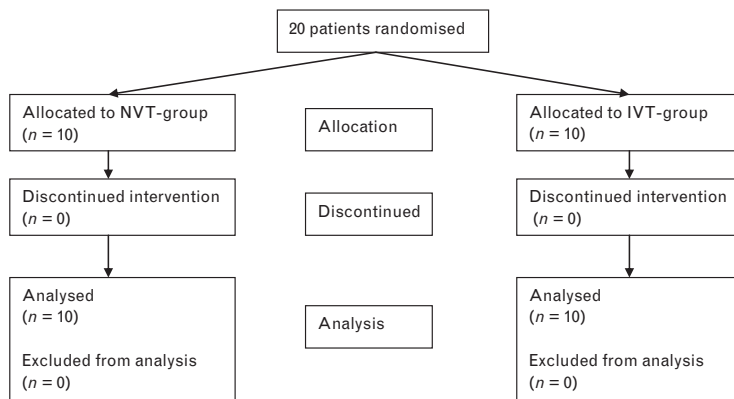 20 patients randomised
Allocated to NVT-group
(n = 10)
Allocation
Allocated to IVT-group
(n = 10)
Discontinued intervention
(n = 0)
Discontinued
Discontinued intervention
(n = 0)
Analysed
(n = 10)
Excluded from analysis
(n = 0)
Analysis
Analysed
(n = 10)
Excluded from analysis
(n = 0)